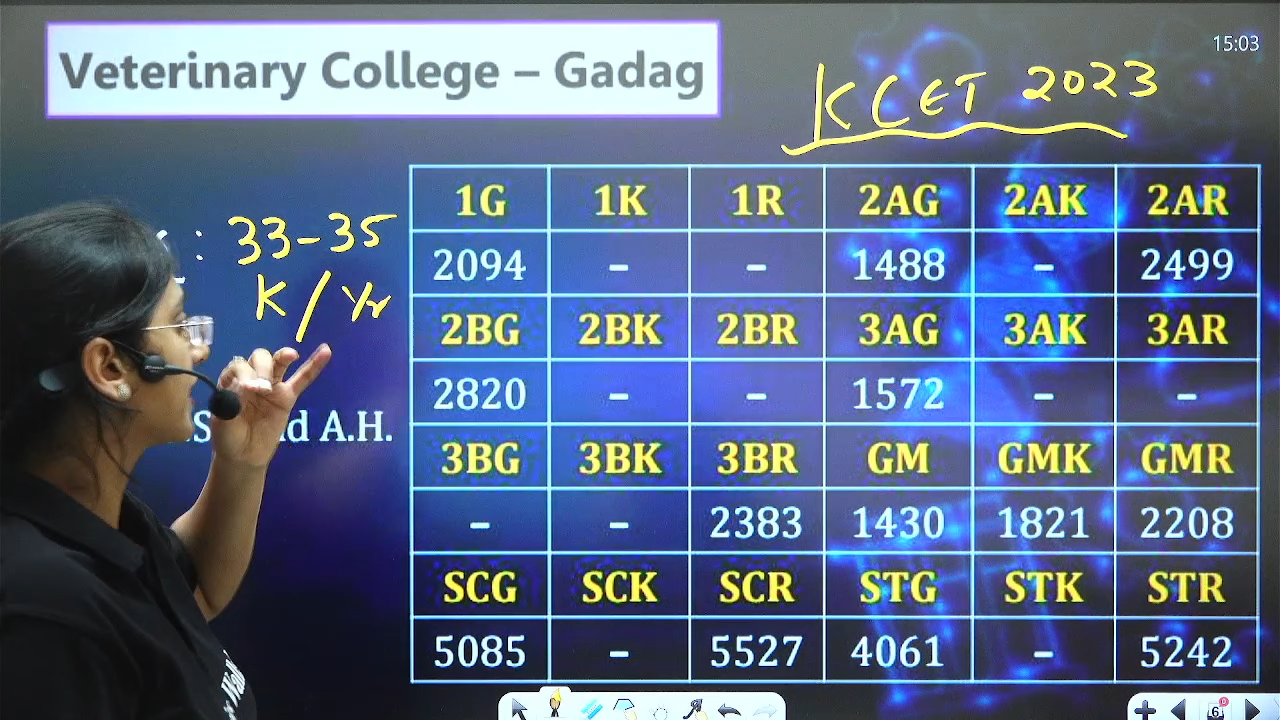 15:03
Veterinary College – Gadag
KCET 2023
: 33-35
K / Yr
A.H.
1G 1K 1R 2AG 2AK 2AR
2094 – – 1488 – 2499
2BG 2BK 2BR 3AG 3AK 3AR
2820 – – 1572 – –
3BG 3BK 3BR GM GMK GMR
– – 2383 1430 1821 2208
SCG SCK SCR STG STK STR
5085 – 5527 4061 – 5242